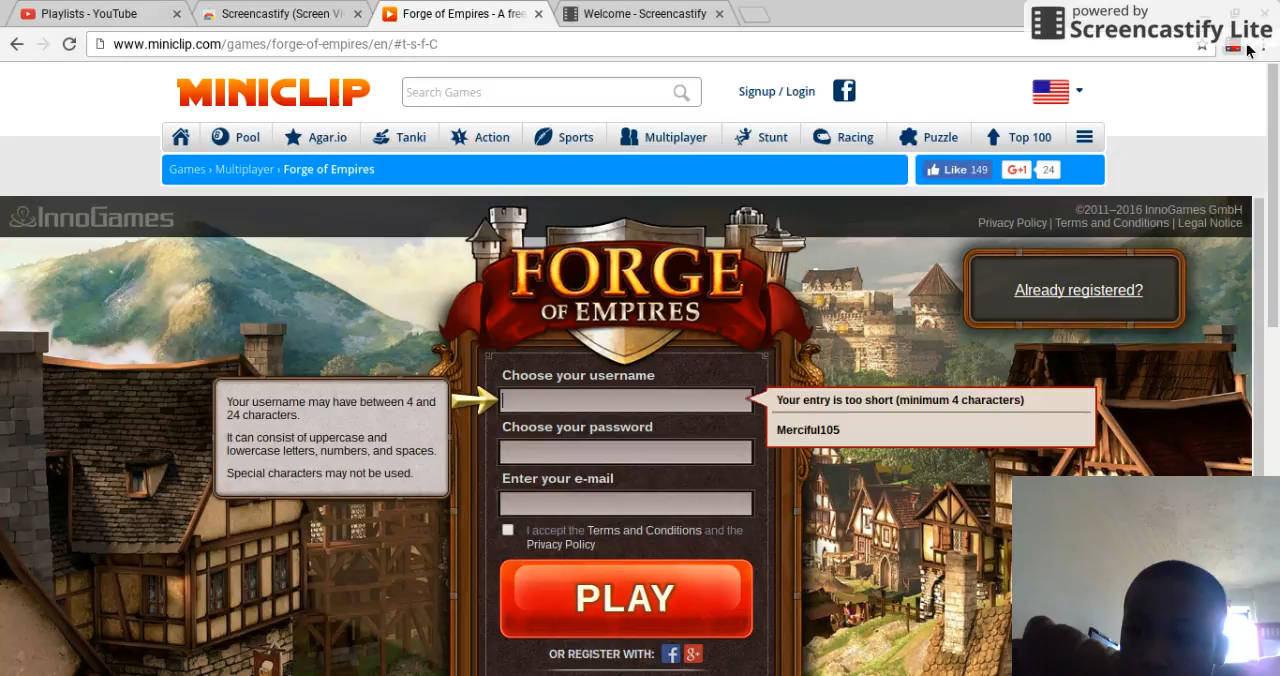 Playlists - YouTube
Screencastify (Screen Vi
Forge of Empires - A free
Welcome - Screencastify
powered by
Screencastify Lite
www.miniclip.com/games/forge-of-empires/en/#t-s-f-C
MINICLIP
Search Games
Signup / Login
Pool
Agar.io
Tanki
Action
Sports
Multiplayer
Stunt
Racing
Puzzle
Top 100
Games › Multiplayer › Forge of Empires
Like 149
G+1
24
InnoGames
©2011–2016 InnoGames GmbH
Privacy Policy | Terms and Conditions | Legal Notice
FORGE
OF EMPIRES
Already registered?
Choose your username
Your username may have between 4 and
24 characters.
It can consist of uppercase and
lowercase letters, numbers, and spaces.
Special characters may not be used.
Your entry is too short (minimum 4 characters)
Merciful105
Choose your password
Enter your e-mail
I accept the Terms and Conditions and the
Privacy Policy
PLAY
OR REGISTER WITH: